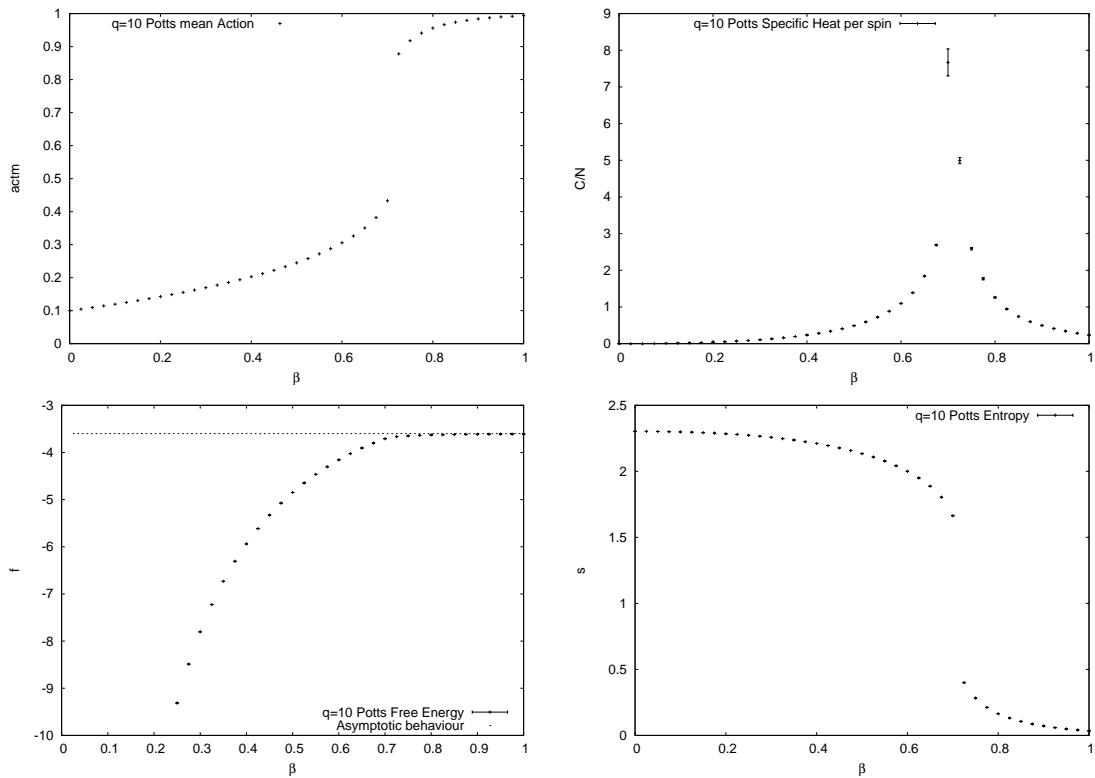 q=10 Potts mean Action
1
0.9
0.8
0.7
0.6
0.5
0.4
0.3
0.2
0.1
0
actm
0 0.2 0.4 0.6 0.8 1
β
q=10 Potts Specific Heat per spin
9
8
7
6
5
4
3
2
1
0
C/N
0 0.2 0.4 0.6 0.8 1
β
-3
-4
-5
-6
-7
-8
-9
-10
f
q=10 Potts Free Energy
Asymptotic behaviour
0 0.1 0.2 0.3 0.4 0.5 0.6 0.7 0.8 0.9 1
β
q=10 Potts Entropy
2.5
2
1.5
1
0.5
0
s
0 0.2 0.4 0.6 0.8 1
β